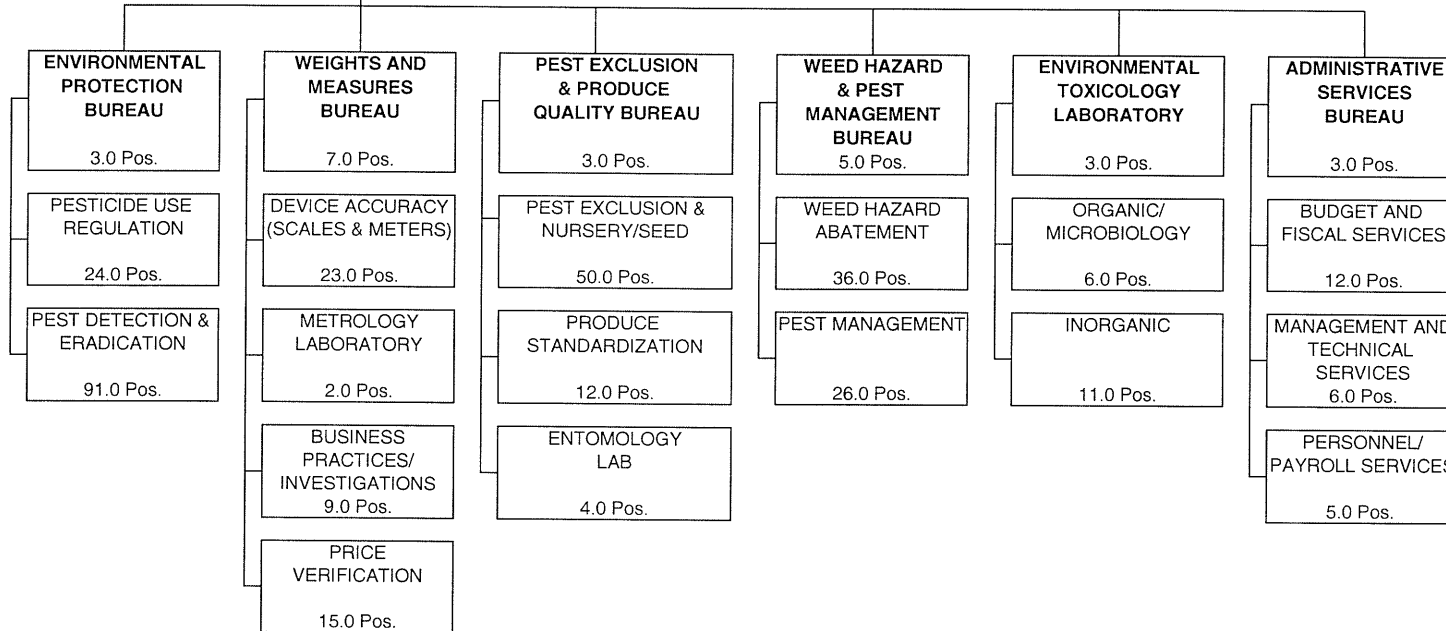 ENVIRONMENTAL
PROTECTION
BUREAU
3.0 Pos.
PESTICIDE USE
REGULATION
24.0 Pos.
PEST DETECTION &
ERADICATION
91.0 Pos.
WEIGHTS AND
MEASURES
BUREAU
7.0 Pos.
DEVICE ACCURACY
(SCALES & METERS)
23.0 Pos.
METROLOGY
LABORATORY
2.0 Pos.
BUSINESS
PRACTICES/
INVESTIGATIONS
9.0 Pos.
PRICE
VERIFICATION
15.0 Pos.
PEST EXCLUSION
& PRODUCE
QUALITY BUREAU
3.0 Pos.
PEST EXCLUSION &
NURSERY/SEED
50.0 Pos.
PRODUCE
STANDARDIZATION
12.0 Pos.
ENTOMOLOGY
LAB
4.0 Pos.
WEED HAZARD
& PEST
MANAGEMENT
BUREAU
5.0 Pos.
WEED HAZARD
ABATEMENT
36.0 Pos.
PEST MANAGEMENT
26.0 Pos.
ENVIRONMENTAL
TOXICOLOGY
LABORATORY
3.0 Pos.
ORGANIC/
MICROBIOLOGY
6.0 Pos.
INORGANIC
11.0 Pos.
ADMINISTRATIVE
SERVICES
BUREAU
3.0 Pos.
BUDGET AND
FISCAL SERVICES
12.0 Pos.
MANAGEMENT AND
TECHNICAL
SERVICES
6.0 Pos.
PERSONNEL/
PAYROLL SERVICES
5.0 Pos.